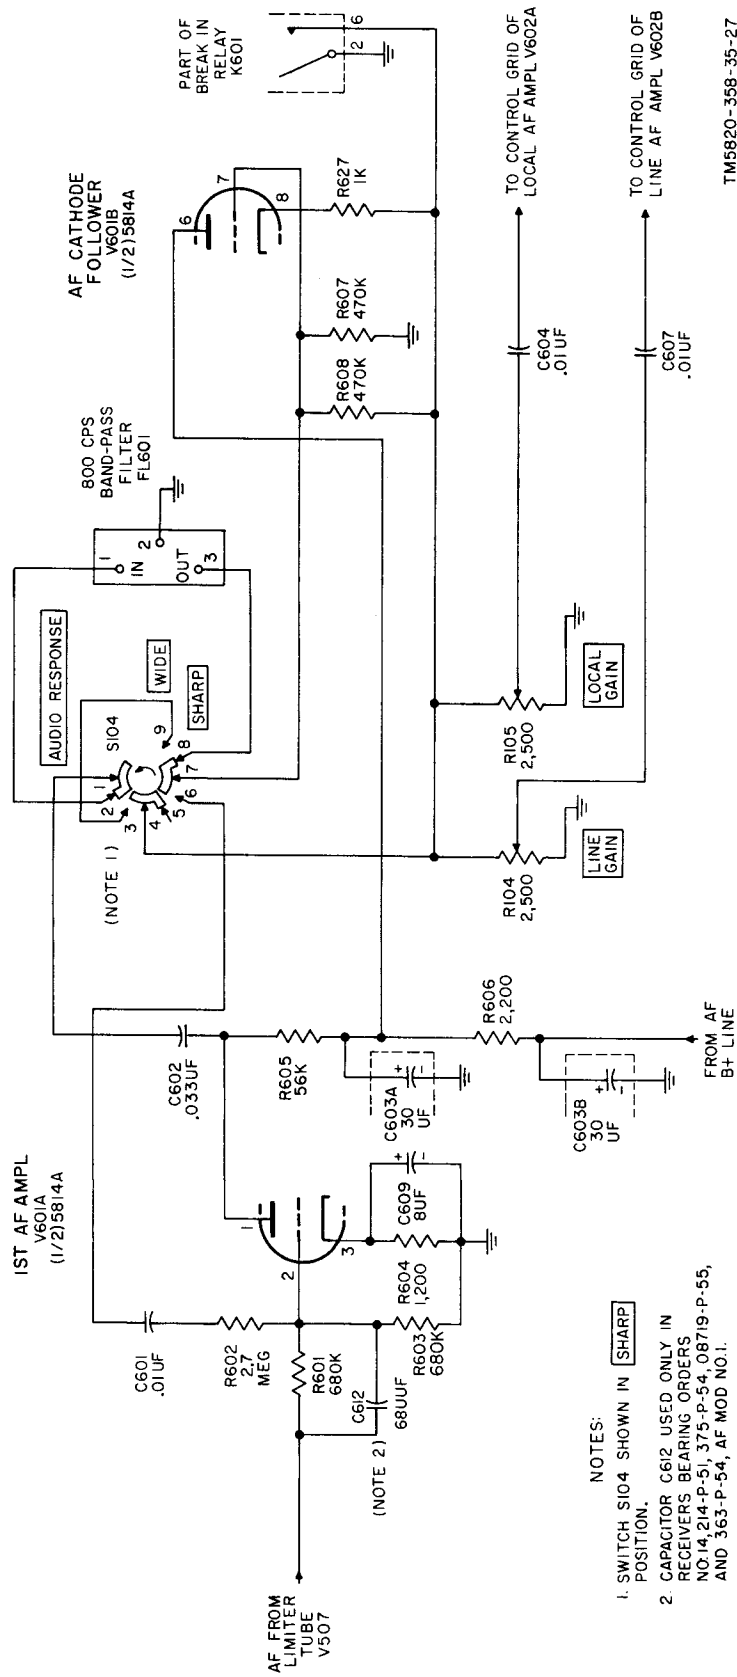 1ST AF AMPL
V601A
(1/2)5814A
C601
.01UF
R602
2.7
MEG
AF FROM
LIMITER
TUBE
V507
R601
680K
C612
68UUF
(NOTE 2)
R603
680K
R604
1,200
C609
8UF
+
-
1
2
3
C602
.033UF
R605
56K
C603A
30
UF
+
-
R606
2,200
C603B
30
UF
+
-
FROM AF
B+ LINE
AUDIO RESPONSE
S104
(NOTE 1)
1
2
3
4
5
6
7
8
9
WIDE
SHARP
800 CPS
BAND-PASS
FILTER
FL601
1
IN
2
OUT
3
AF CATHODE
FOLLOWER
V601B
(1/2)5814A
6
7
8
R608
470K
R607
470K
R627
1K
PART OF
BREAK IN
RELAY
K601
6
2
R104
2,500
LINE
GAIN
R105
2,500
LOCAL
GAIN
C604
.01UF
C607
.01UF
TO CONTROL GRID OF
LOCAL AF AMPL V602A
TO CONTROL GRID OF
LINE AF AMPL V602B
NOTES:
1. SWITCH S104 SHOWN IN SHARP
POSITION.
2. CAPACITOR C612 USED ONLY IN
RECEIVERS BEARING ORDERS
NO.14, 214-P-51, 375-P-54, 08719-P-55,
AND 363-P-54, AF MOD NO.1.
TM5820-358-35-27